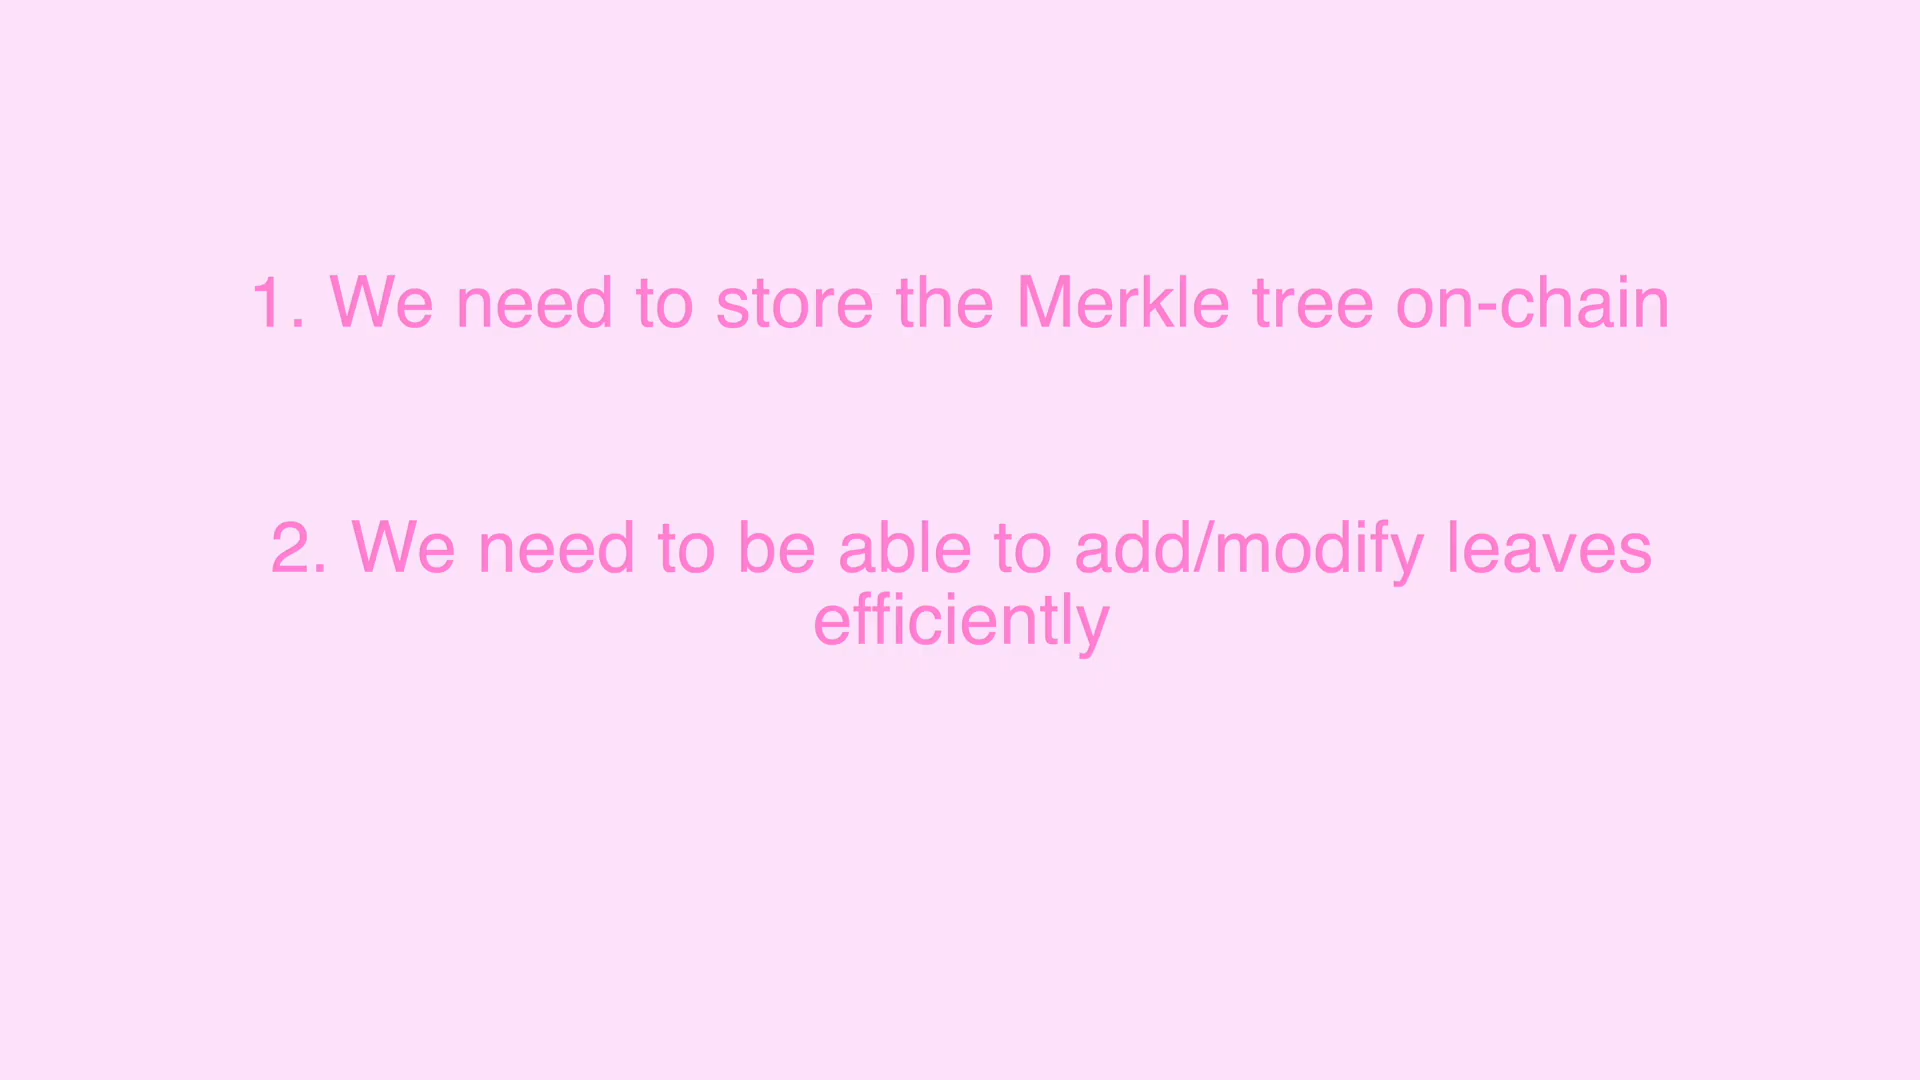 1. We need to store the Merkle tree on-chain
2. We need to be able to add/modify leaves
efficiently